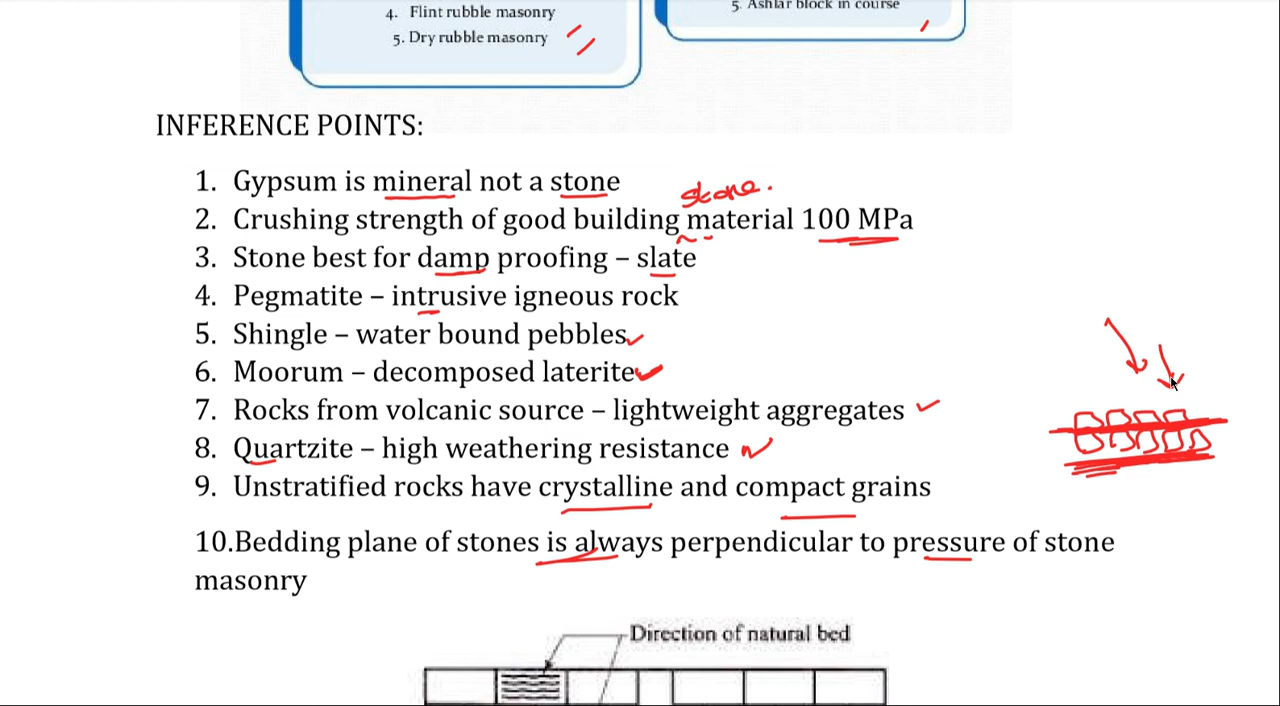 4. Flint rubble masonry
5. Dry rubble masonry
5. Ashlar block in course
INFERENCE POINTS:
1. Gypsum is mineral not a stone
stone.
2. Crushing strength of good building material 100 MPa
3. Stone best for damp proofing – slate
4. Pegmatite – intrusive igneous rock
5. Shingle – water bound pebbles
6. Moorum – decomposed laterite
7. Rocks from volcanic source – lightweight aggregates
8. Quartzite – high weathering resistance
9. Unstratified rocks have crystalline and compact grains
10.Bedding plane of stones is always perpendicular to pressure of stone
masonry
Direction of natural bed